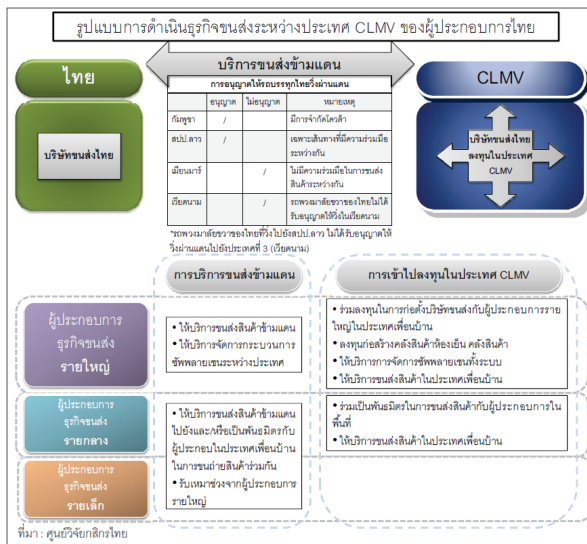 รูปแบบการดำเนินธุรกิจขนส่งระหว่างประเทศ CLMV ของผู้ประกอบการไทย
ไทย
บริการขนส่งข้ามแดน
CLMV
การอนุญาตให้รถบรรทุกไทยวิ่งผ่านแดน
อนุญาต ไม่อนุญาต หมายเหตุ
กัมพูชา / มีการจำกัดโควต้า
สปป.ลาว / เฉพาะเส้นทางที่มีความร่วมมือ
ระหว่างกัน
เมียนมาร์ / ไม่มีความร่วมมือในการขนส่ง
สินค้าระหว่างกัน
เวียดนาม / รถพวงมาลัยขวาของไทยไม่ได้
รับอนุญาตให้วิ่งในเวียดนาม
*รถพวงมาลัยขวาของไทยที่วิ่งไปยังสปป.ลาว ไม่ได้รับอนุญาตให้
วิ่งผ่านแดนไปยังประเทศที่ 3 (เวียดนาม)
บริษัทขนส่งไทย
บริษัทขนส่งไทย
ลงทุนในประเทศ
CLMV
การบริการขนส่งข้ามแดน
การเข้าไปลงทุนในประเทศ CLMV
ผู้ประกอบการ
ธุรกิจขนส่ง
รายใหญ่
• ให้บริการขนส่งสินค้าข้ามแดน
• ให้บริการจัดการกระบวนการ
ซัพพลายเชนระหว่างประเทศ
• ร่วมลงทุนในการก่อตั้งบริษัทขนส่งกับผู้ประกอบการราย
ใหญ่ในประเทศเพื่อนบ้าน
• ลงทุนก่อสร้างคลังสินค้าห้องเย็น คลังสินค้า
• ให้บริการการจัดการซัพพลายเชนทั้งระบบ
• ให้บริการขนส่งสินค้าในประเทศเพื่อนบ้าน
ผู้ประกอบการ
ธุรกิจขนส่ง
รายกลาง
• ให้บริการขนส่งสินค้าข้ามแดน
ไปยังและ/หรือเป็นพันธมิตรกับ
ผู้ประกอบในประเทศเพื่อนบ้าน
ในการขนถ่ายสินค้าร่วมกัน
• รับเหมาช่วงจากผู้ประกอบการ
รายใหญ่
• ร่วมเป็นพันธมิตรในการขนส่งสินค้ากับผู้ประกอบการใน
พื้นที่
• ให้บริการขนส่งสินค้าในประเทศเพื่อนบ้าน
ผู้ประกอบการ
ธุรกิจขนส่ง
รายเล็ก
ที่มา : ศูนย์วิจัยกสิกรไทย